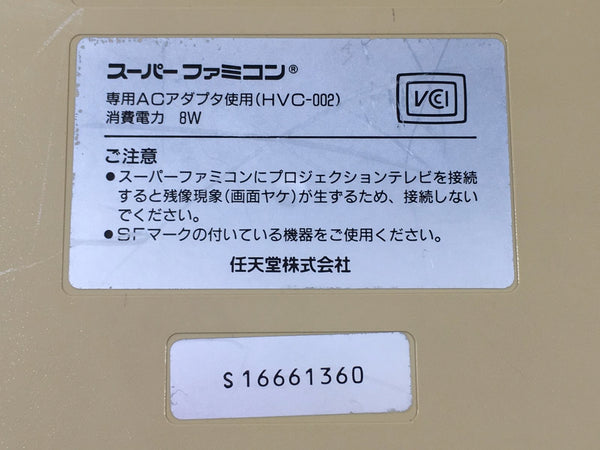 スーパーファミコン®
専用ACアダプタ使用(HVC-002)
消費電力 8W
VCCI
ご注意
●スーパーファミコンにプロジェクションテレビを接続
すると残像現象(画面ヤケ)が生ずるため、接続しない
でください。
●SFマークの付いている機器をご使用ください。
任天堂株式会社
S16661360